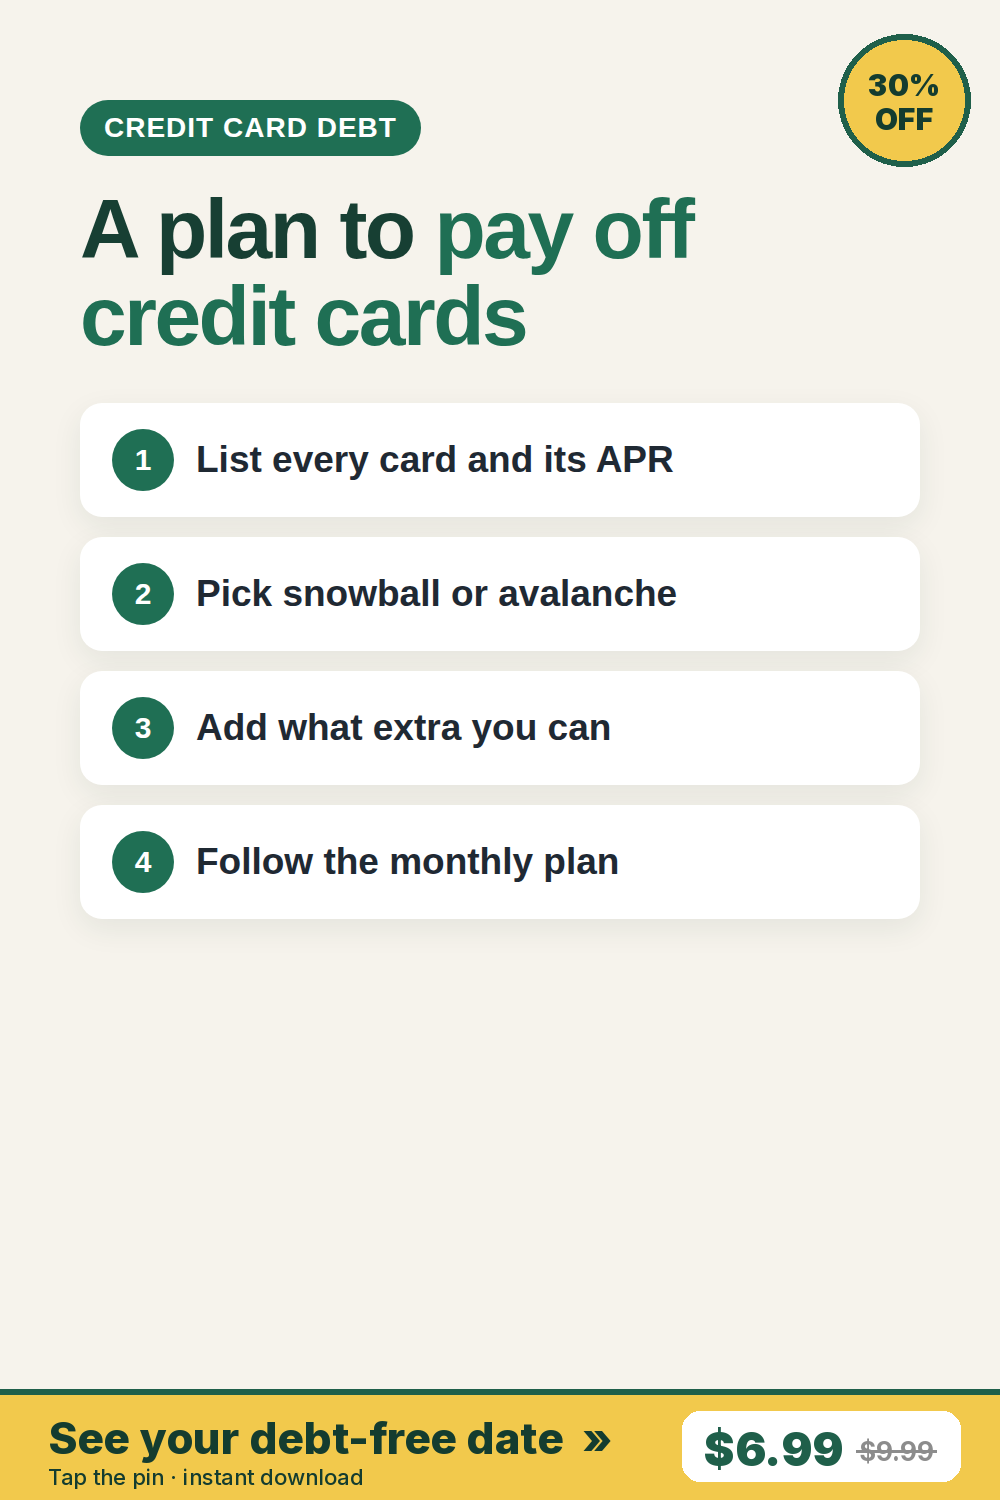 30%
OFF
CREDIT CARD DEBT
A plan to pay off
credit cards
1 List every card and its APR
2 Pick snowball or avalanche
3 Add what extra you can
4 Follow the monthly plan
See your debt-free date »
Tap the pin · instant download
$6.99 $9.99